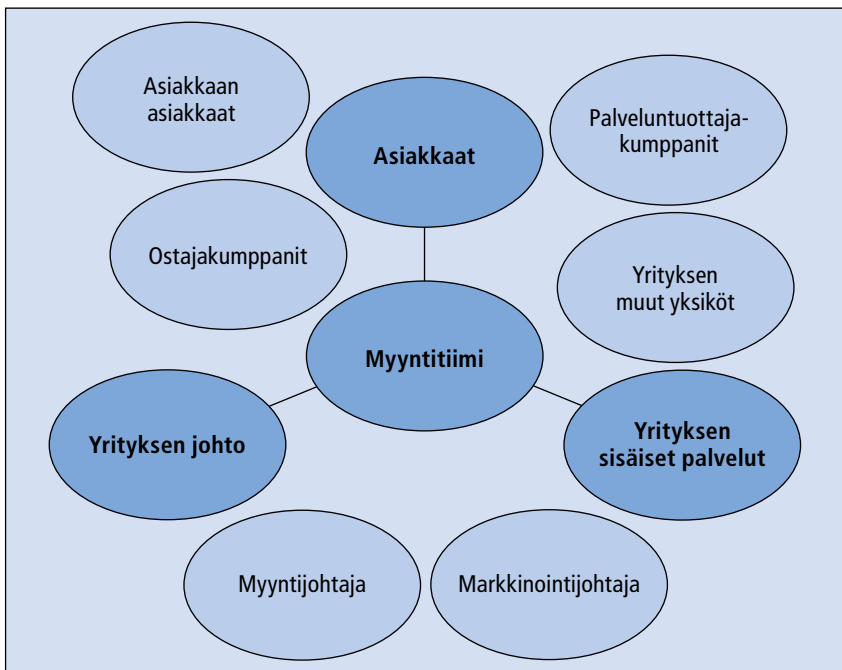 Asiakkaan
asiakkaat
Asiakkaat
Palveluntuottaja-
kumppanit
Ostajakumppanit
Yrityksen
muut yksiköt
Myyntitiimi
Yrityksen johto
Yrityksen
sisäiset palvelut
Myyntijohtaja
Markkinointijohtaja